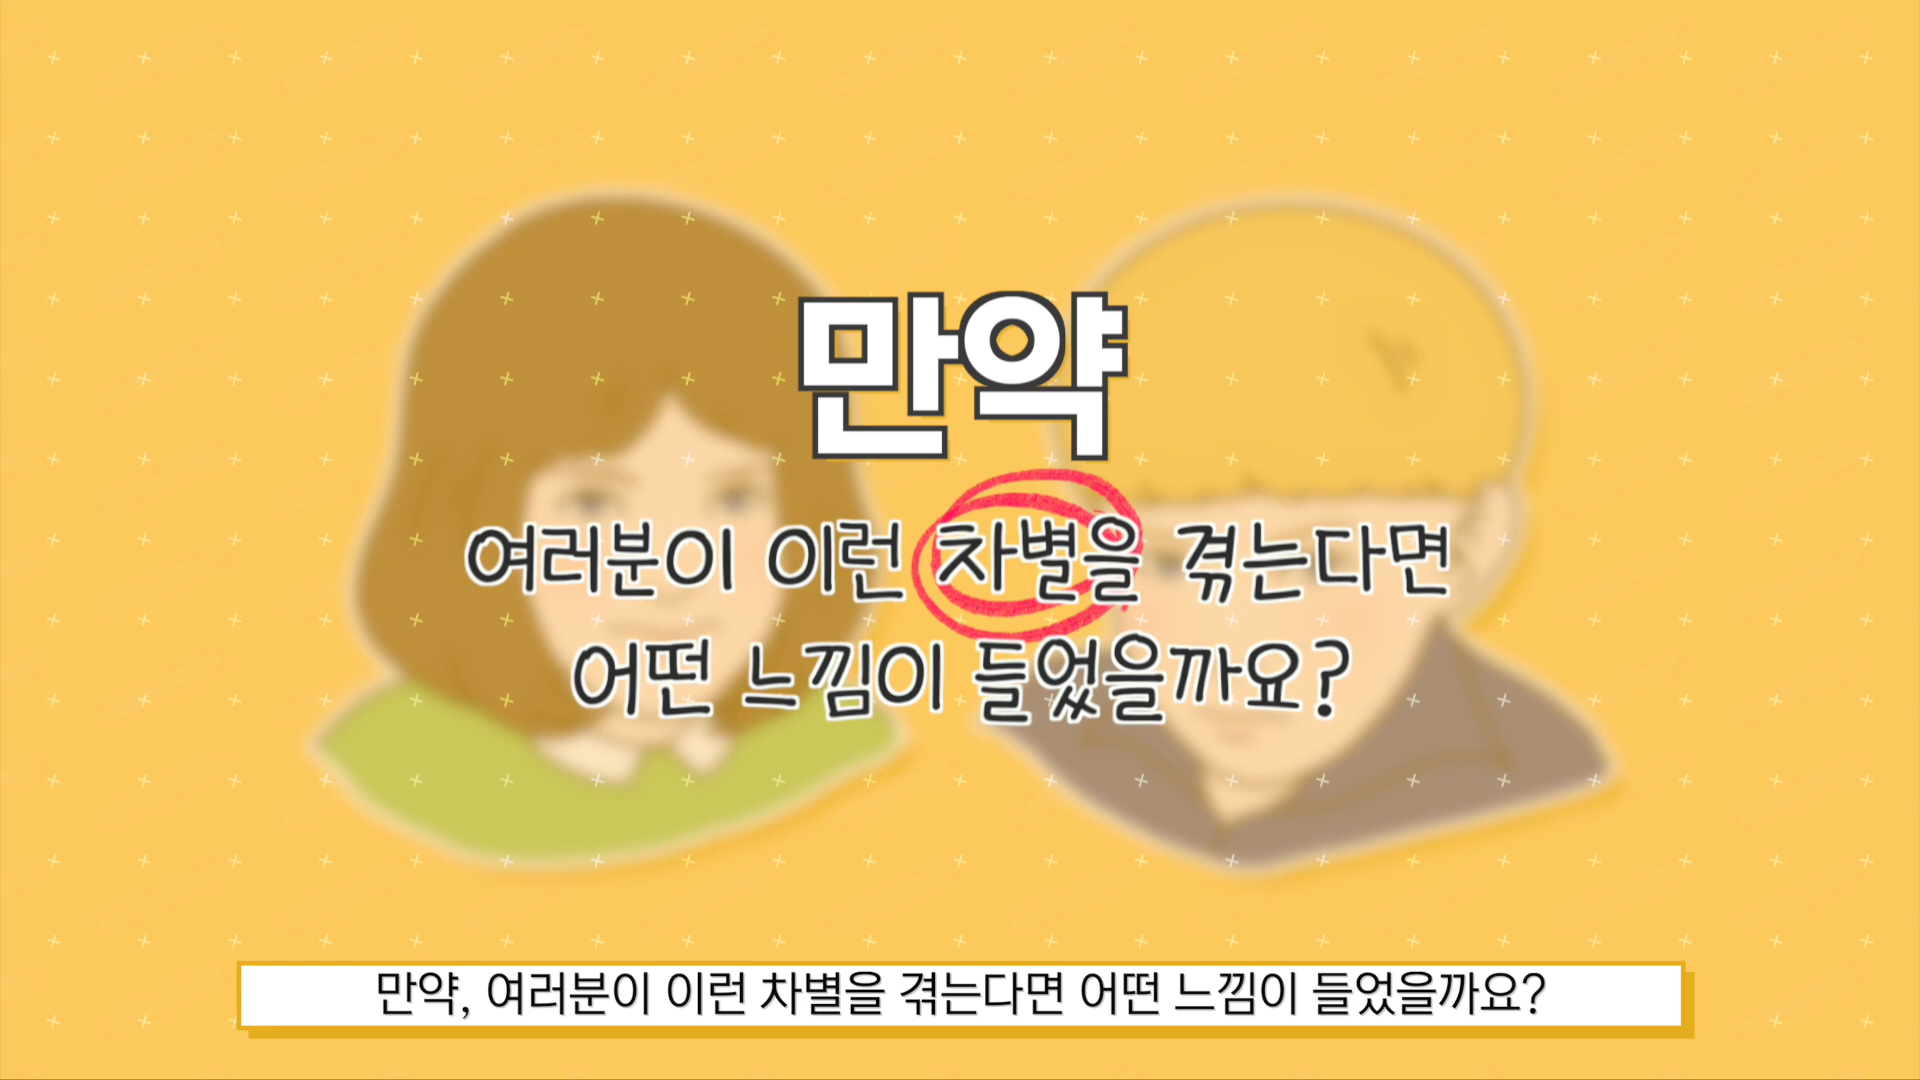 만약
여러분이 이런 차별을 겪는다면
어떤 느낌이 들었을까요?
만약, 여러분이 이런 차별을 겪는다면 어떤 느낌이 들었을까요?